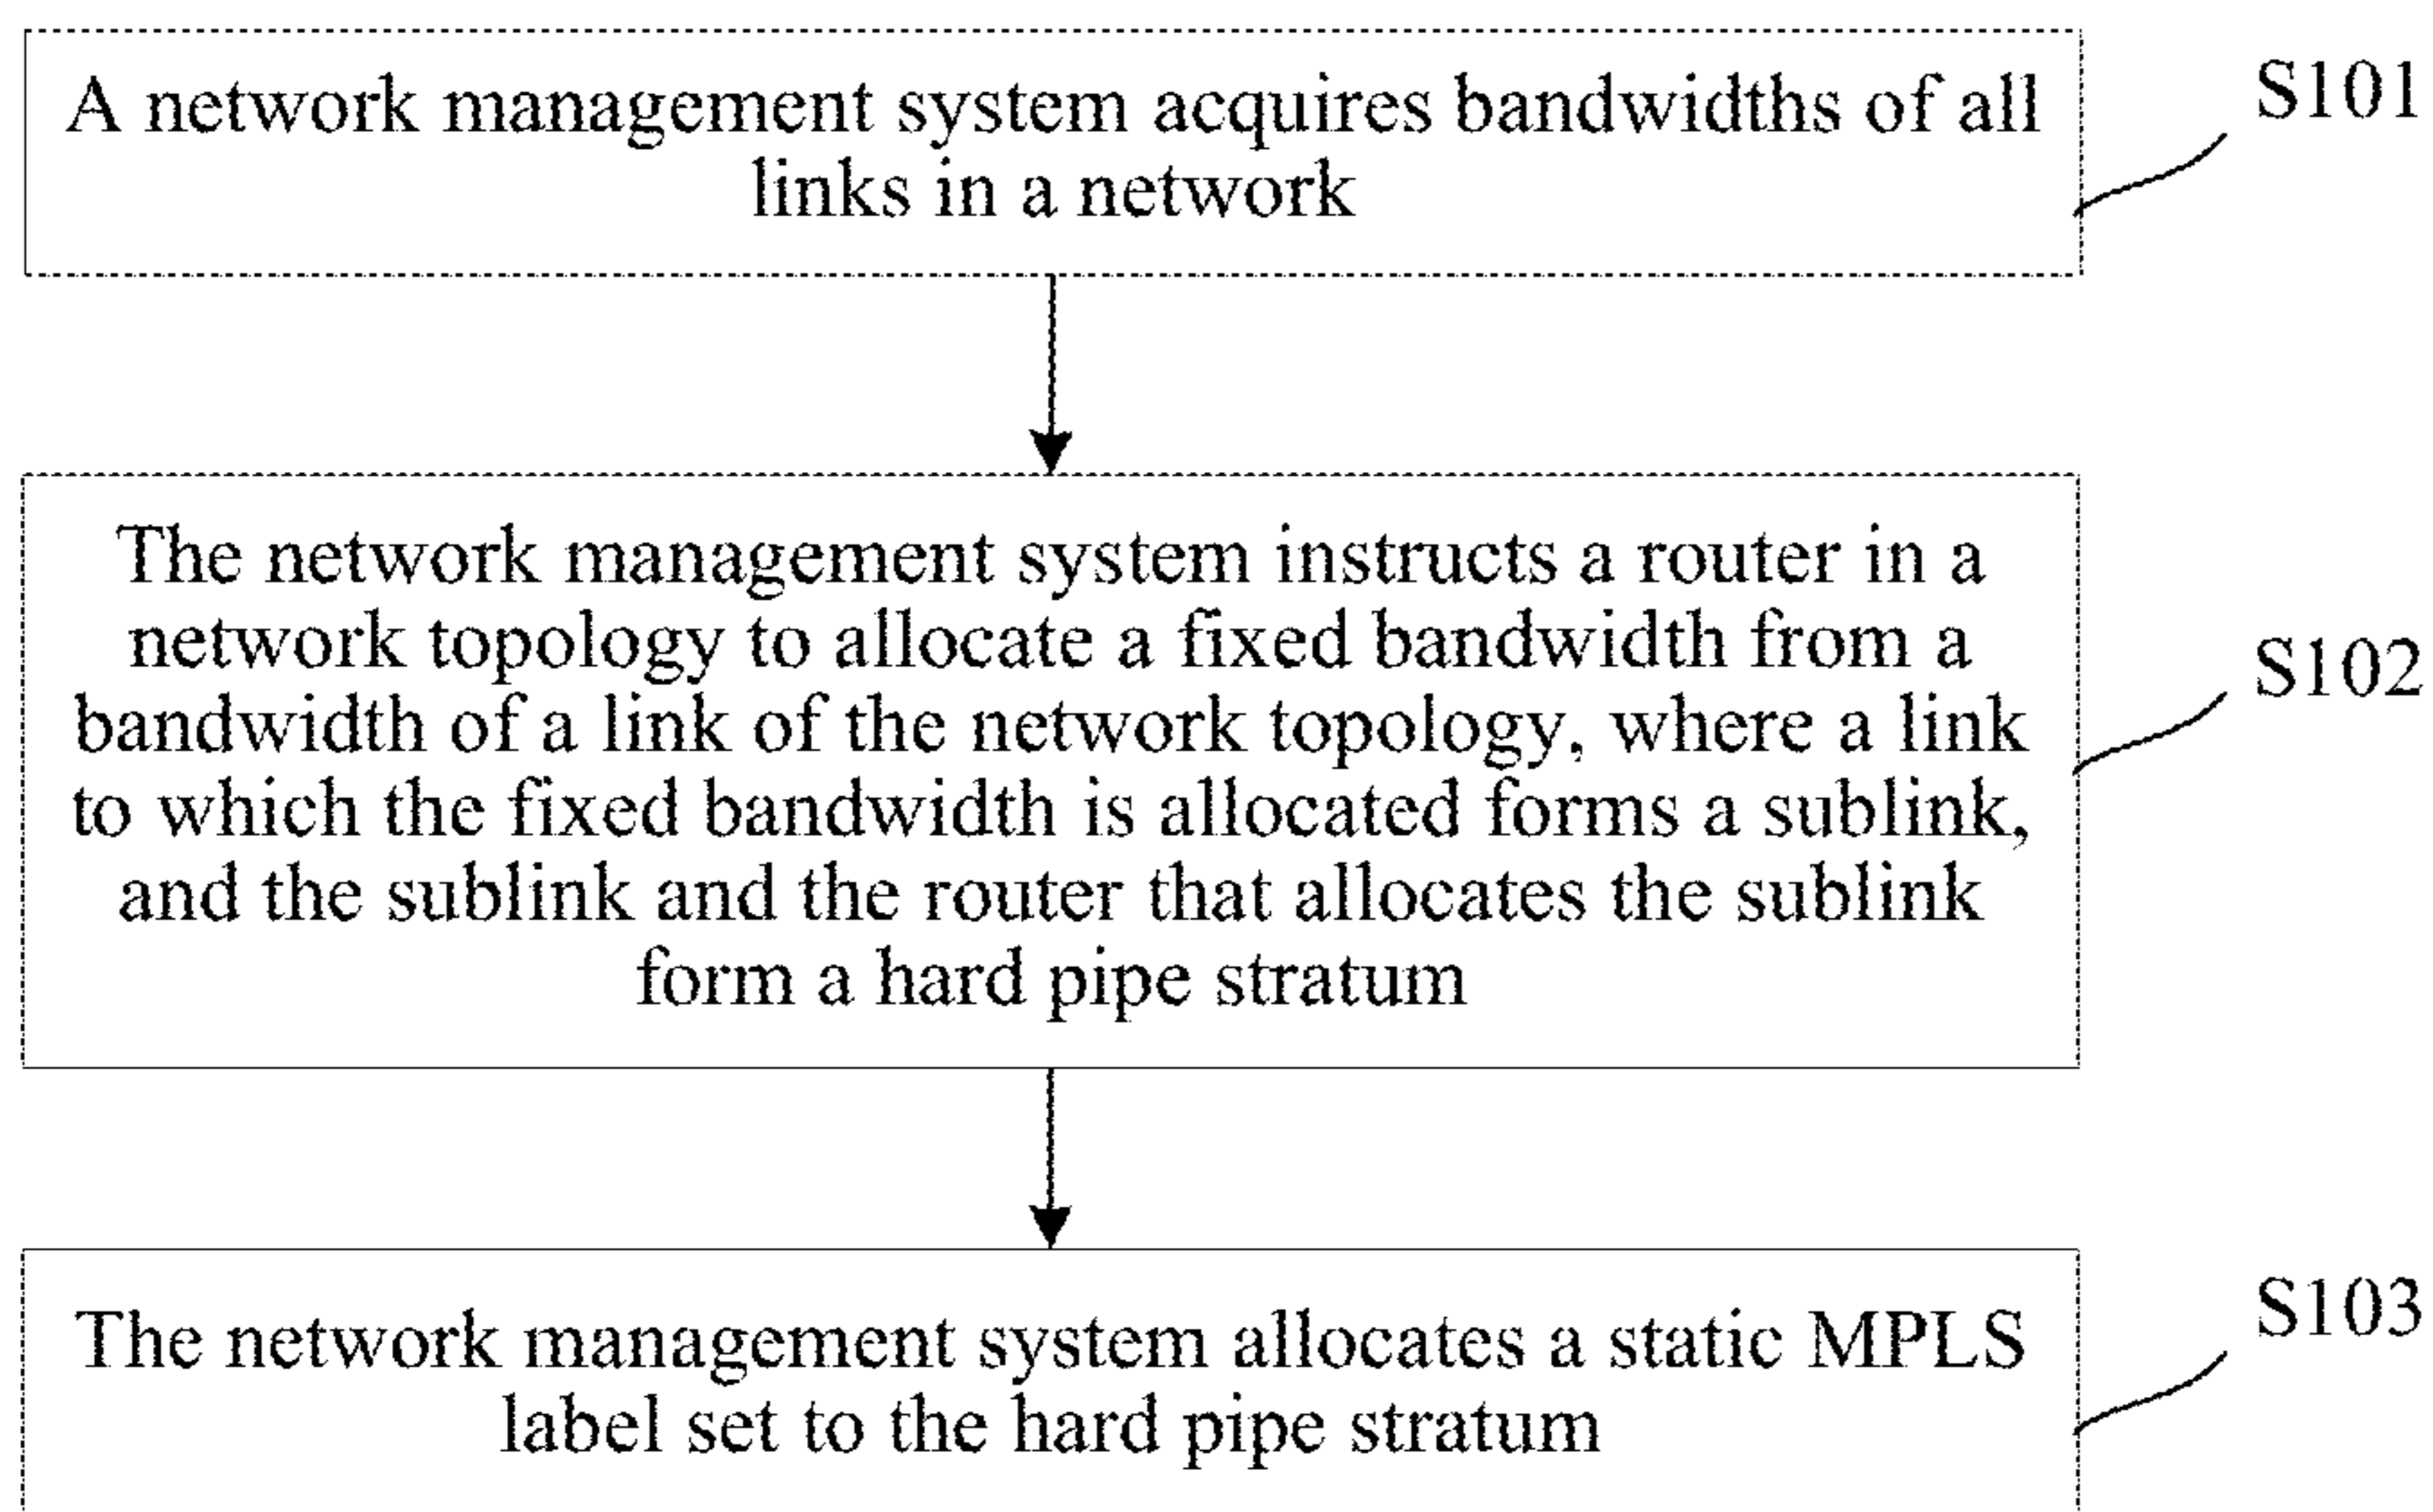 A network management system acquires bandwidths of all
links in a network
S101
The network management system instructs a router in a
network topology to allocate a fixed bandwidth from a
bandwidth of a link of the network topology, where a link
to which the fixed bandwidth is allocated forms a sublink,
and the sublink and the router that allocates the sublink
form a hard pipe stratum
S102
The network management system allocates a static MPLS
label set to the hard pipe stratum
S103